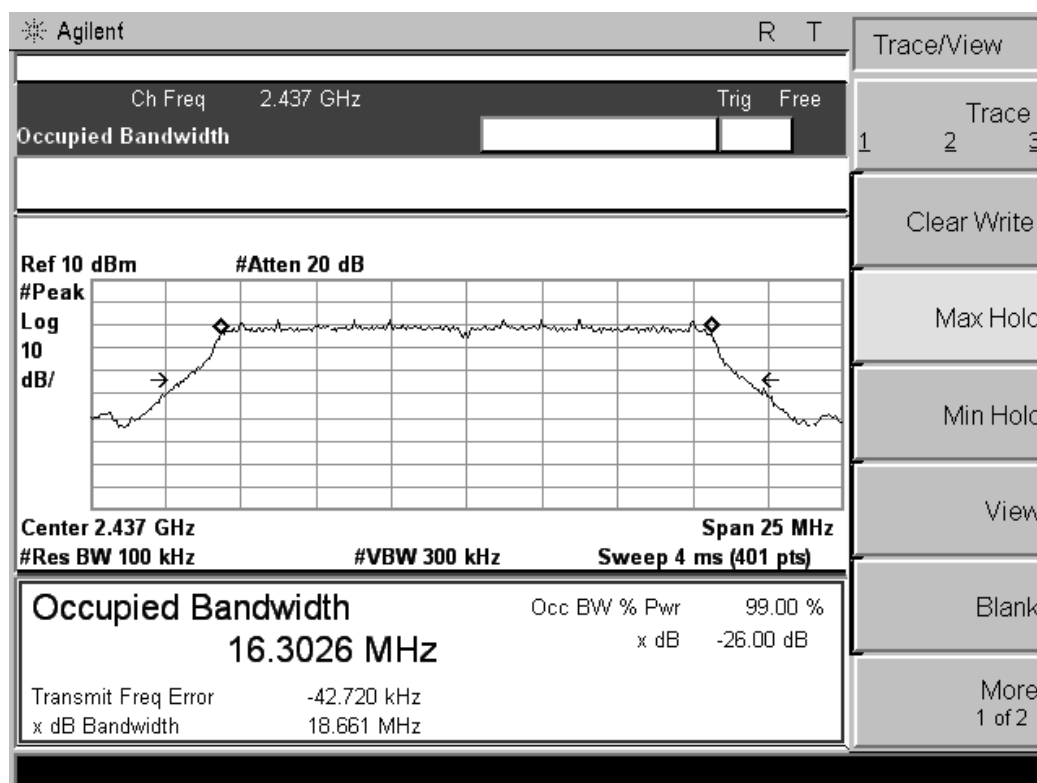 Agilent R T
Trace/View
Ch Freq 2.437 GHz Trig Free
Occupied Bandwidth
Trace
1 2 3
Clear Write
Ref 10 dBm #Atten 20 dB
#Peak
Log
10
dB/
Max Hold
Min Hold
View
Center 2.437 GHz Span 25 MHz
#Res BW 100 kHz #VBW 300 kHz Sweep 4 ms (401 pts)
Occupied Bandwidth Occ BW % Pwr 99.00 %
16.3026 MHz x dB -26.00 dB
Blank
Transmit Freq Error -42.720 kHz
x dB Bandwidth 18.661 MHz
More
1 of 2